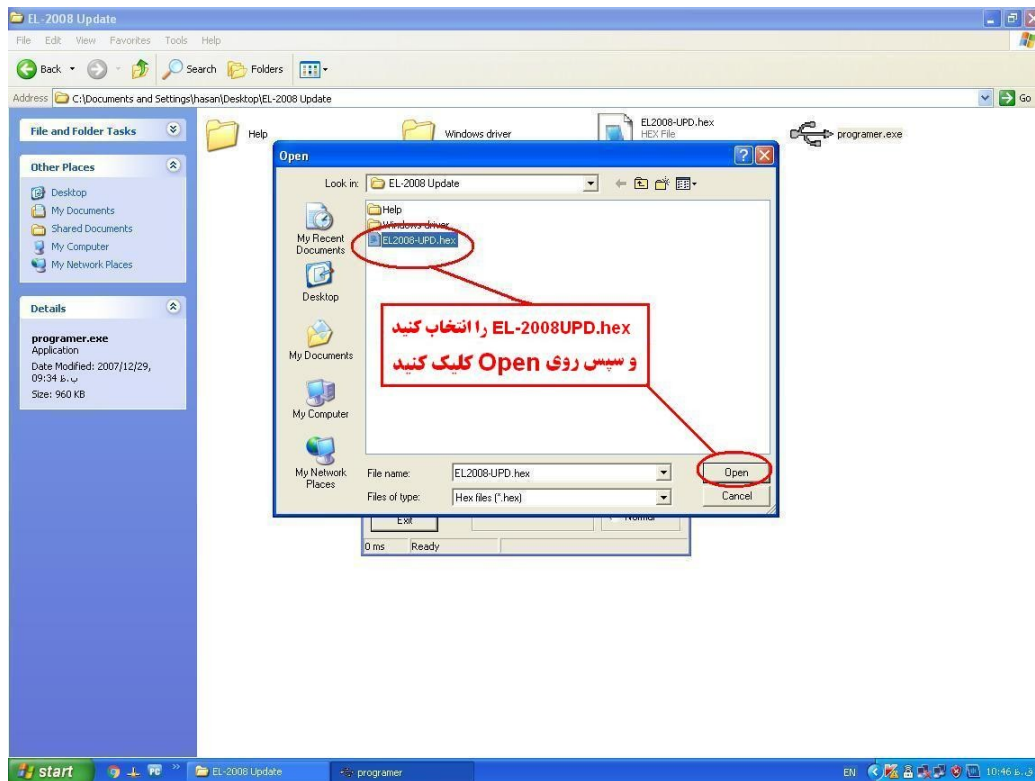 EL-2008 Update
File Edit View Favorites Tools Help
Back Search Folders
Address C:\Documents and Settings\hasan\Desktop\EL-2008 Update Go
File and Folder Tasks
Other Places
Desktop
My Documents
Shared Documents
My Computer
My Network Places
Details
programer.exe
Application
Date Modified: 2007/12/29,
09:34 ب.ظ
Size: 960 KB
Help
Windows driver
EL2008-UPD.hex
HEX File
programer.exe
Open
Look in: EL-2008 Update
My Recent
Documents
Desktop
My Documents
My Computer
My Network
Places
Help
Windows driver
EL2008-UPD.hex
EL-2008UPD.hex را انتخاب کنید
و سپس روی Open کلیک کنید
File name: EL2008-UPD.hex Open
Files of type: Hex files (*.hex) Cancel
Exit Normal
0 ms Ready
start EL-2008 Update programer EN 10:46